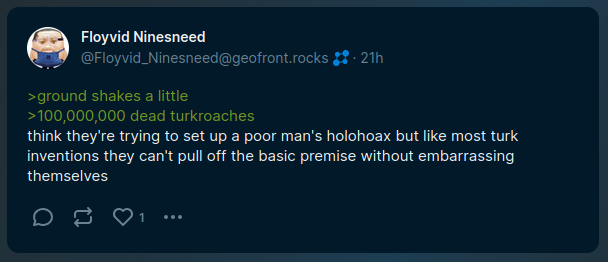 Floyvid Ninesneed
@Floyvid_Ninesneed@geofront.rocks · 21h
>ground shakes a little
>100,000,000 dead turkroaches
think they're trying to set up a poor man's holohoax but like most turk
inventions they can't pull off the basic premise without embarrassing
themselves
1